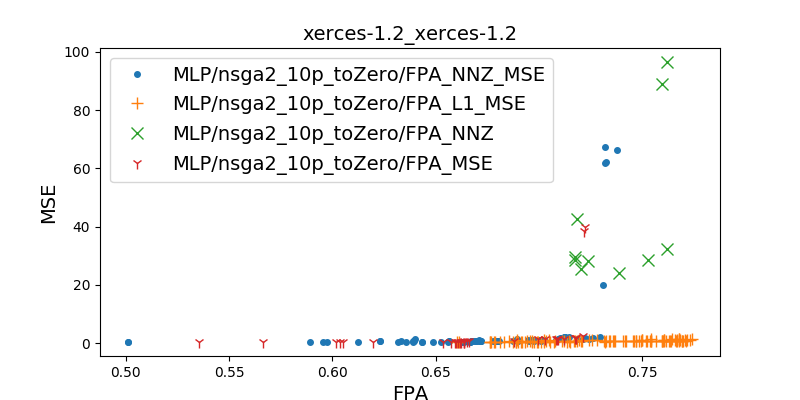 xerces-1.2_xerces-1.2
MSE
100
80
60
40
20
0
MLP/nsga2_10p_toZero/FPA_NNZ_MSE
MLP/nsga2_10p_toZero/FPA_L1_MSE
MLP/nsga2_10p_toZero/FPA_NNZ
MLP/nsga2_10p_toZero/FPA_MSE
0.50 0.55 0.60 0.65 0.70 0.75
FPA